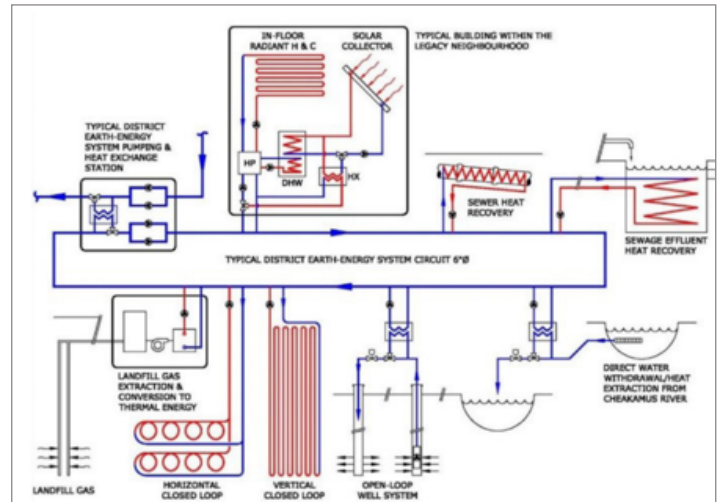 IN-FLOOR
RADIANT H & C
SOLAR
COLLECTOR
TYPICAL BUILDING WITHIN THE
LEGACY NEIGHBOURHOOD
TYPICAL DISTRICT
EARTH-ENERGY
SYSTEM PUMPING &
HEAT EXCHANGE
STATION
HP
DHW
HX
SEWER HEAT
RECOVERY
SEWAGE EFFLUENT
HEAT RECOVERY
TYPICAL DISTRICT EARTH-ENERGY SYSTEM CIRCUIT 6"Ø
LANDFILL GAS
EXTRACTION &
CONVERSION TO
THERMAL ENERGY
DIRECT WATER
WITHDRAWAL/HEAT
EXTRACTION FROM
CHEAKAMUS RIVER
LANDFILL GAS
HORIZONTAL
CLOSED LOOP
VERTICAL
CLOSED LOOP
OPEN-LOOP
WELL SYSTEM